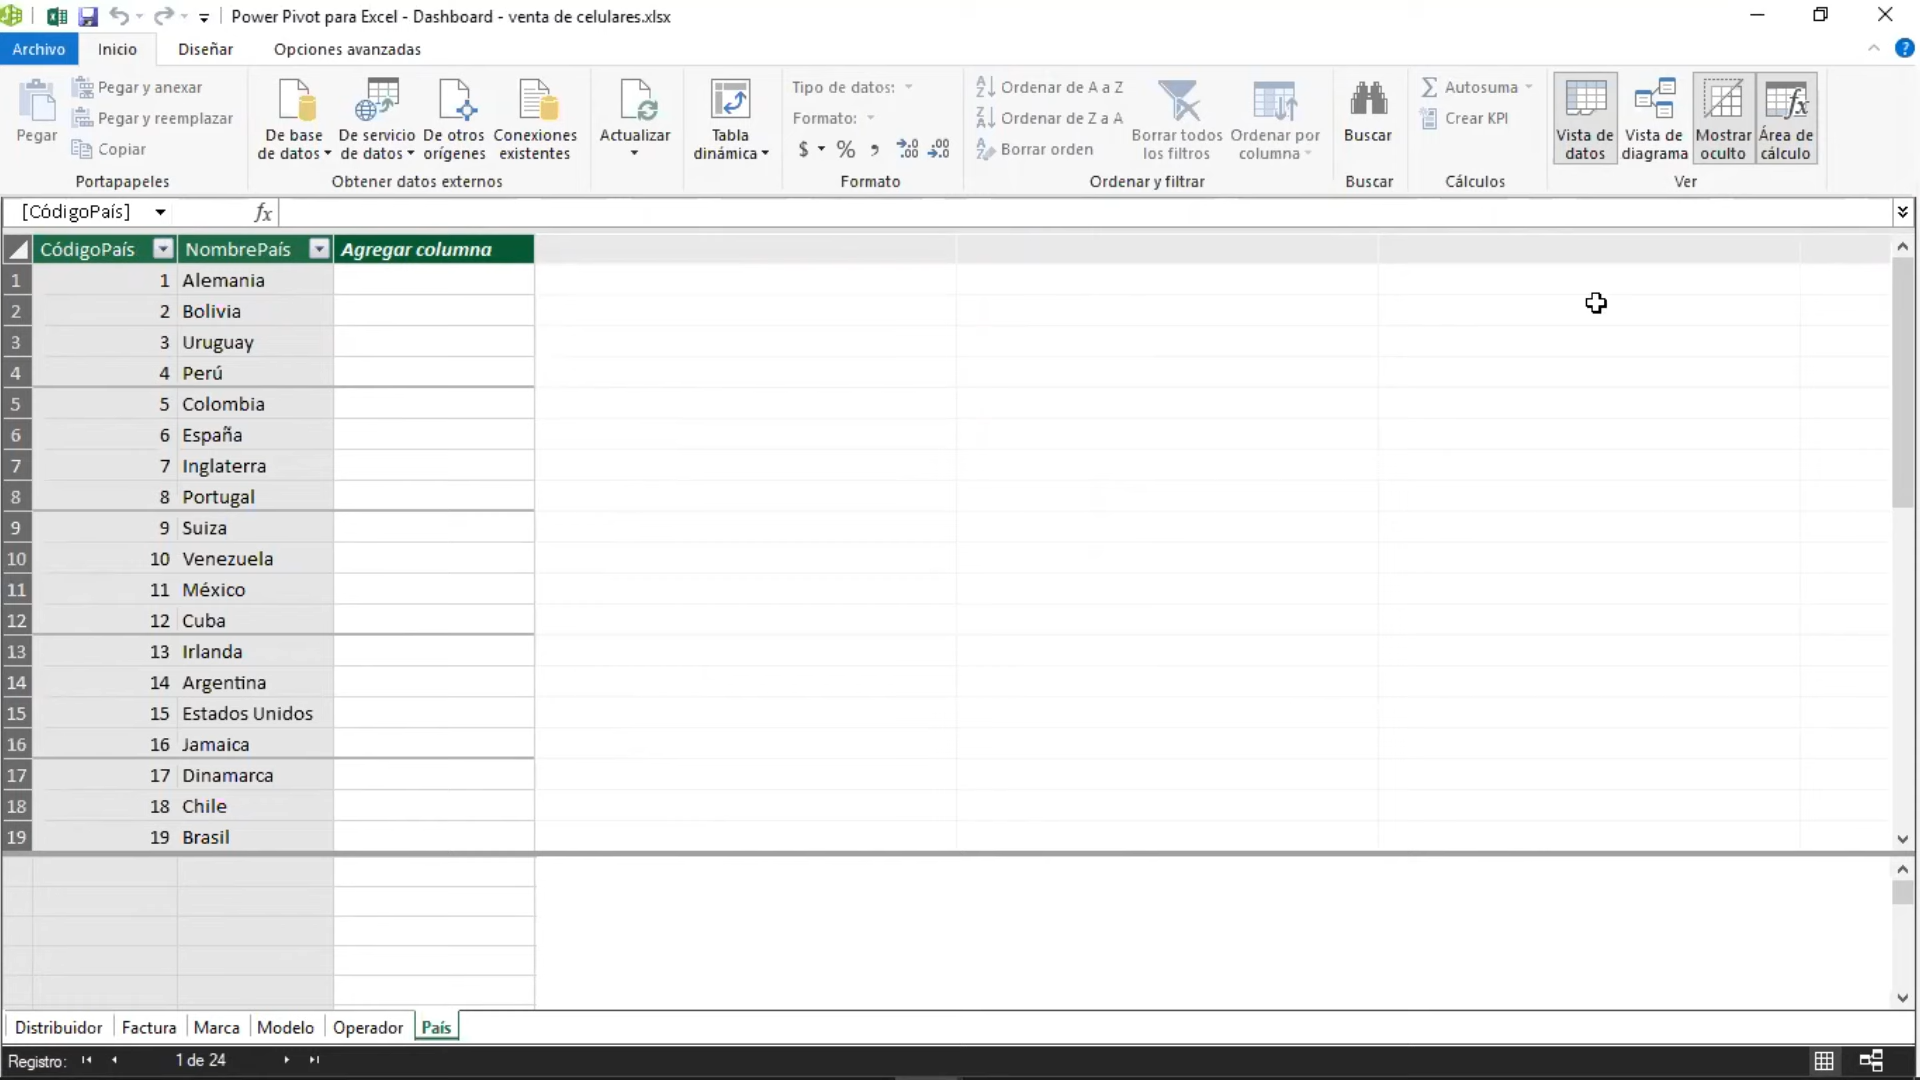 Power Pivot para Excel - Dashboard - venta de celulares.xlsx
Archivo Inicio Diseñar Opciones avanzadas ?
Pegar
Pegar y anexar
Pegar y reemplazar
Copiar
Portapapeles
De base de datos
De servicio de datos
De otros orígenes
Conexiones existentes
Obtener datos externos
Actualizar
Tabla dinámica
Tipo de datos:
Formato:
$ % , .00 .00
Formato
Ordenar de A a Z
Ordenar de Z a A
Borrar orden
Borrar todos los filtros
Ordenar por columna
Ordenar y filtrar
Buscar
Buscar
Autosuma
Crear KPI
Cálculos
Vista de datos
Vista de diagrama
Mostrar oculto
Área de cálculo
Ver
[CódigoPaís] fx
CódigoPaís NombrePaís Agregar columna
1 1 Alemania
2 2 Bolivia
3 3 Uruguay
4 4 Perú
5 5 Colombia
6 6 España
7 7 Inglaterra
8 8 Portugal
9 9 Suiza
10 10 Venezuela
11 11 México
12 12 Cuba
13 13 Irlanda
14 14 Argentina
15 15 Estados Unidos
16 16 Jamaica
17 17 Dinamarca
18 18 Chile
19 19 Brasil
Distribuidor Factura Marca Modelo Operador País
Registro: 1 de 24